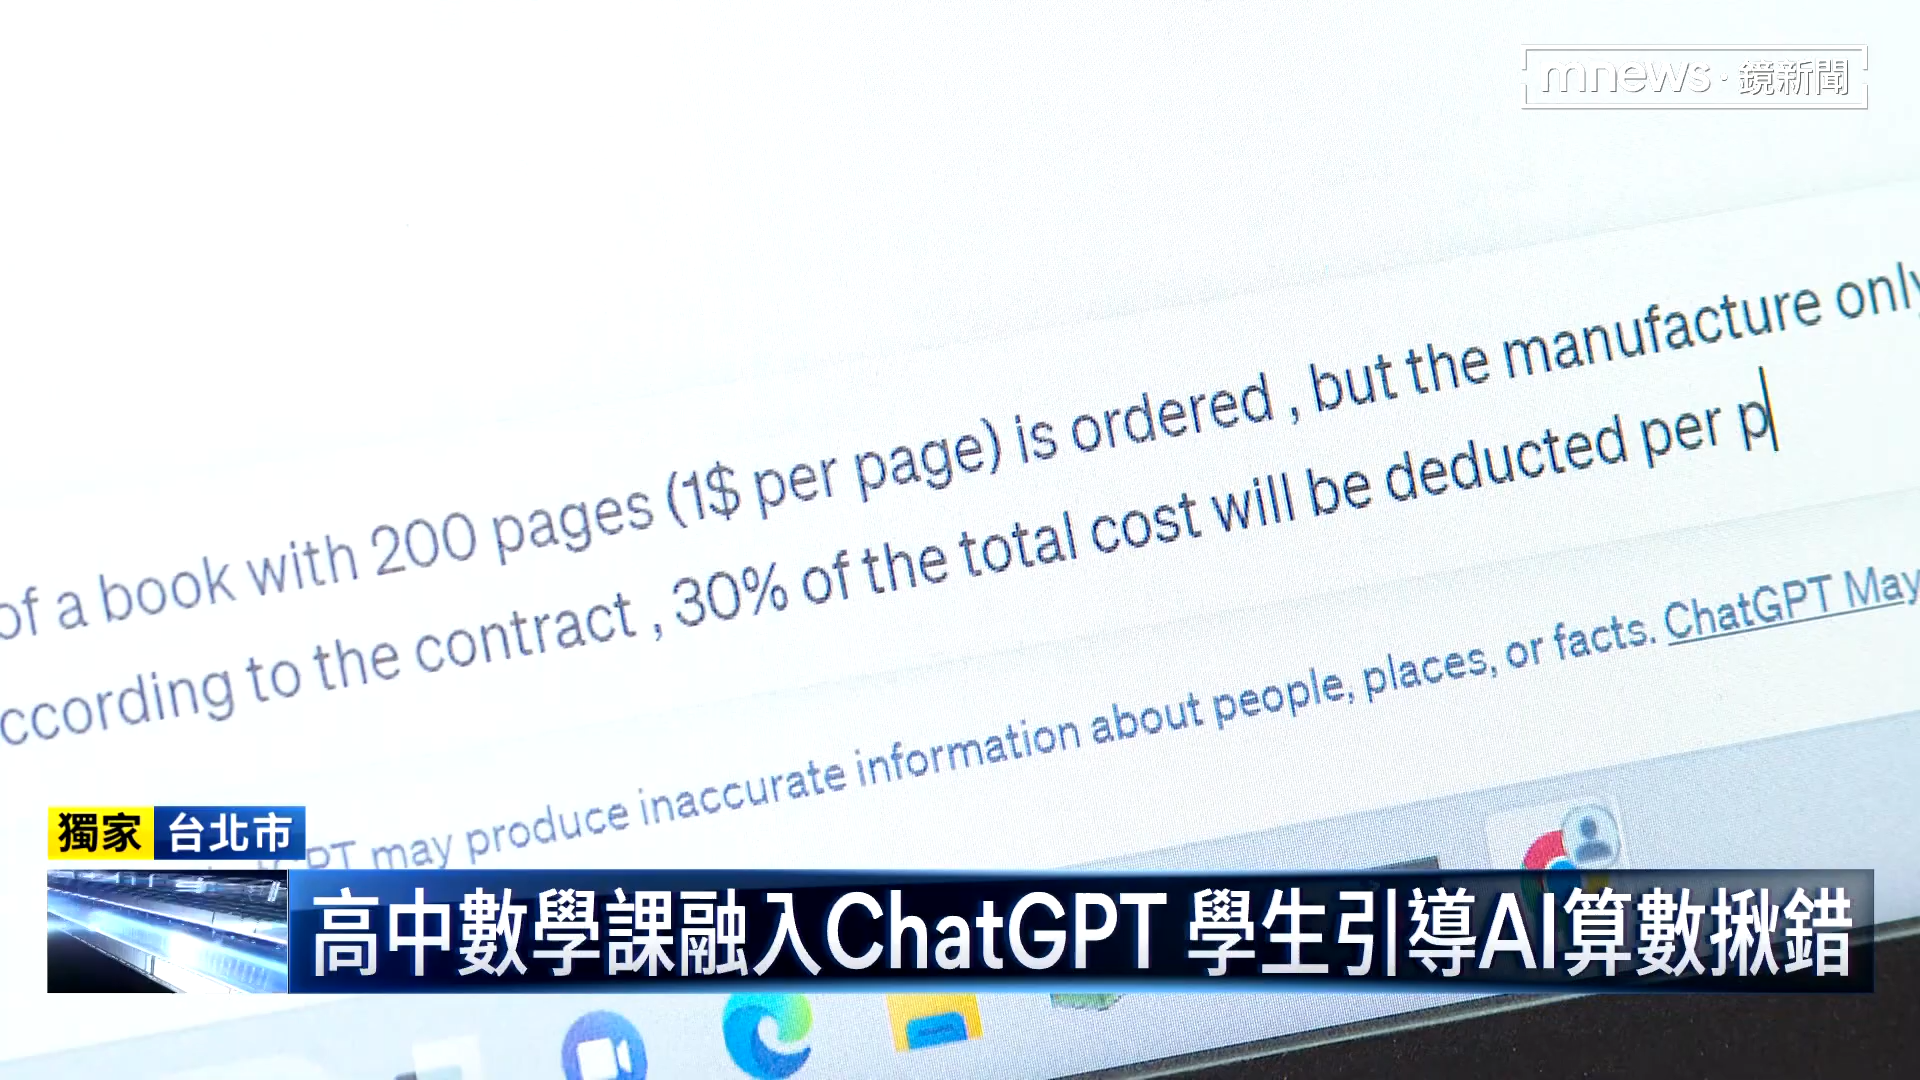 mnews·鏡新聞
of a book with 200 pages (1$ per page) is ordered , but the manufacture only
ccording to the contract , 30% of the total cost will be deducted per p
PT may produce inaccurate information about people, places, or facts. ChatGPT May
獨家 台北市
高中數學課融入ChatGPT 學生引導AI算數揪錯